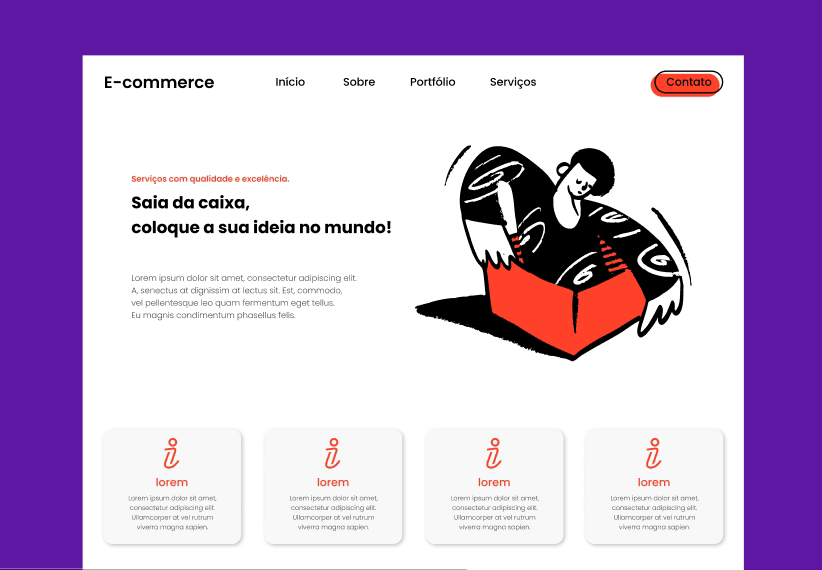 E-commerce
Início
Sobre
Portfólio
Serviços
Contato
Serviços com qualidade e excelência.
Saia da caixa,
coloque a sua ideia no mundo!
Lorem ipsum dolor sit amet, consectetur adipiscing elit.
A, senectus at dignissim at lectus sit. Est, commodo,
vel pellentesque leo quam fermentum eget tellus.
Eu magnis condimentum phasellus felis.
lorem
Lorem ipsum dolor sit amet,
consectetur adipiscing elit.
Ullamcorper at vel rutrum
viverra magna sapien.
lorem
Lorem ipsum dolor sit amet,
consectetur adipiscing elit.
Ullamcorper at vel rutrum
viverra magna sapien.
lorem
Lorem ipsum dolor sit amet,
consectetur adipiscing elit.
Ullamcorper at vel rutrum
viverra magna sapien.
lorem
Lorem ipsum dolor sit amet,
consectetur adipiscing elit.
Ullamcorper at vel rutrum
viverra magna sapien.